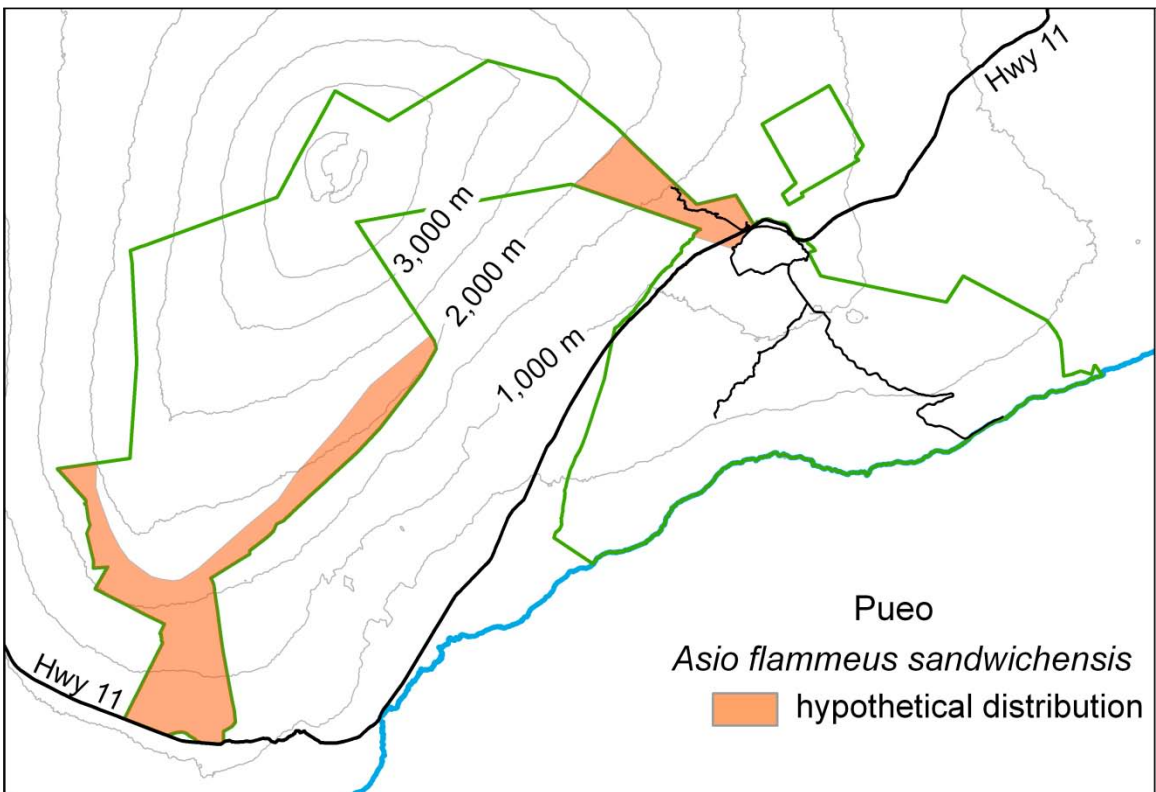 Hwy 11
3,000 m
2,000 m
1,000 m
Hwy 11
Pueo
Asio flammeus sandwichensis
hypothetical distribution